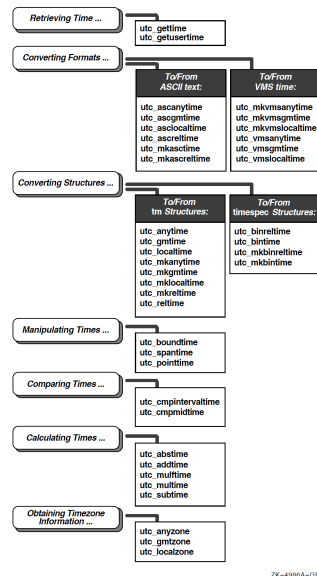 Retrieving Time ...
utc_gettime
utc_getusertime
Converting Formats ...
To/From
ASCII text:
utc_ascanytime
utc_ascgmtime
utc_asclocaltime
utc_ascreltime
utc_mkasctime
utc_mkascreltime
To/From
VMS time:
utc_mkvmsanytime
utc_mkvmsgmtime
utc_mkvmslocaltime
utc_vmsanytime
utc_vmsgmtime
utc_vmslocaltime
Converting Structures ...
To/From
tm Structures:
utc_anytime
utc_gmtime
utc_localtime
utc_mkanytime
utc_mkgmtime
utc_mklocaltime
utc_mkreltime
utc_reltime
To/From
timespec Structures:
utc_binreltime
utc_bintime
utc_mkbinreltime
utc_mkbintime
Manipulating Times ...
utc_boundtime
utc_spantime
utc_pointtime
Comparing Times ...
utc_cmpintervaltime
utc_cmpmidtime
Calculating Times ...
utc_abstime
utc_addtime
utc_mulftime
utc_multime
utc_subtime
Obtaining Timezone
Information ...
utc_anyzone
utc_gmtzone
utc_localzone